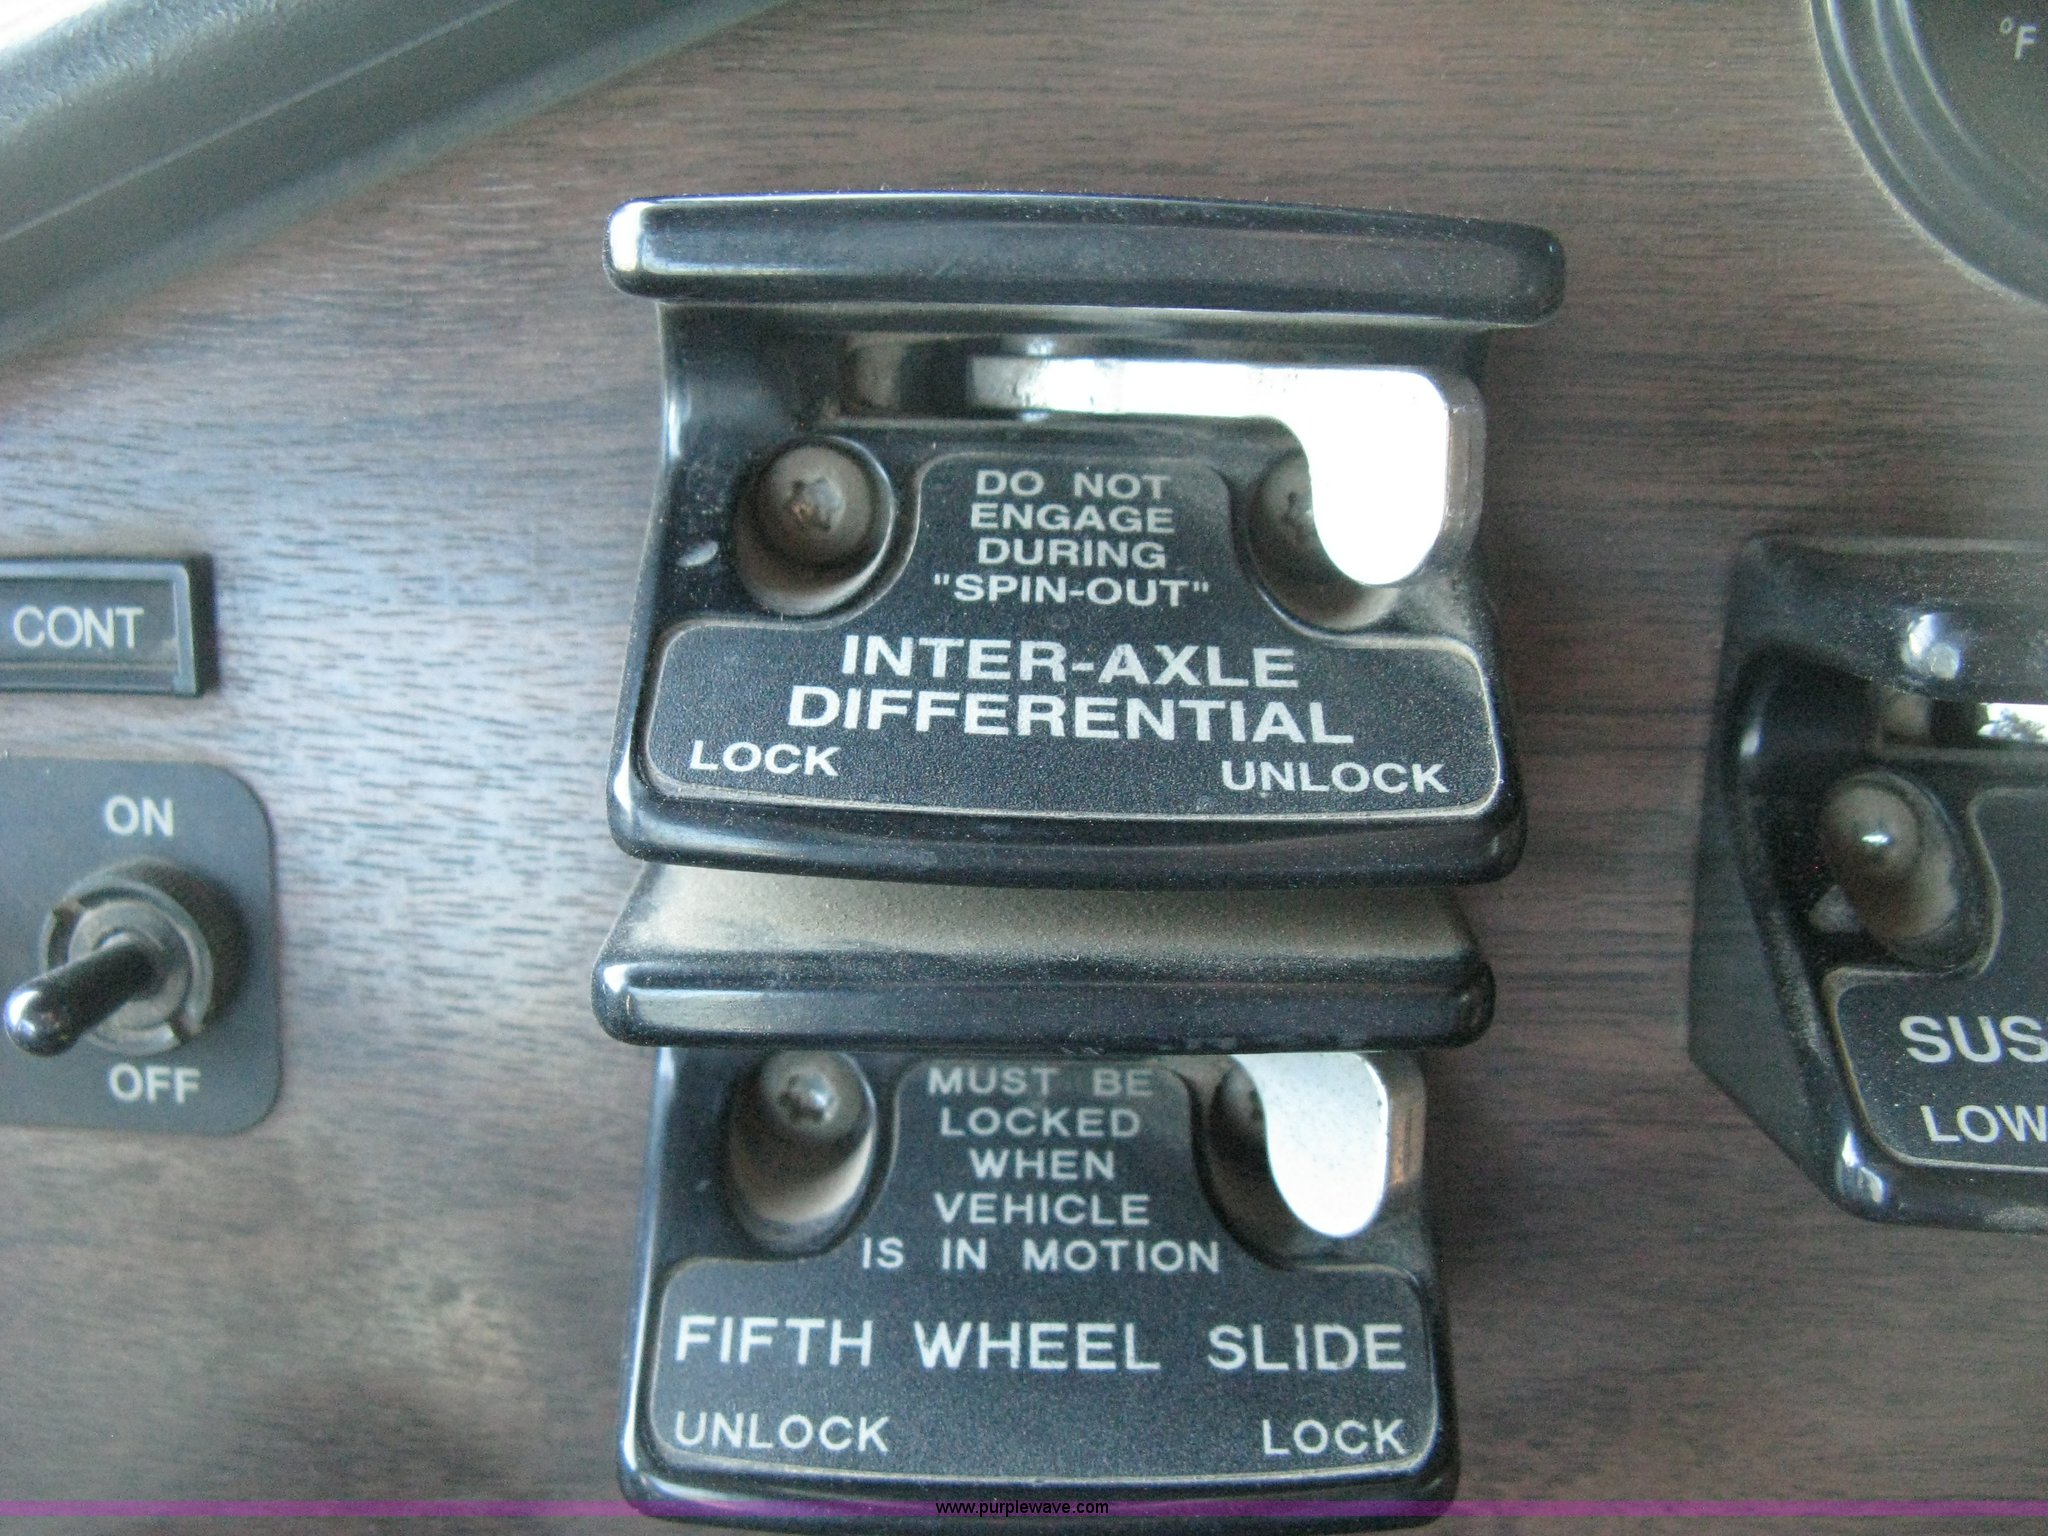 °F
DO NOT
ENGAGE
DURING
"SPIN-OUT"
INTER-AXLE
DIFFERENTIAL
LOCK UNLOCK
CONT
ON
OFF
MUST BE
LOCKED
WHEN
VEHICLE
IS IN MOTION
FIFTH WHEEL SLIDE
UNLOCK LOCK
SUS
LOW
www.purplewave.com